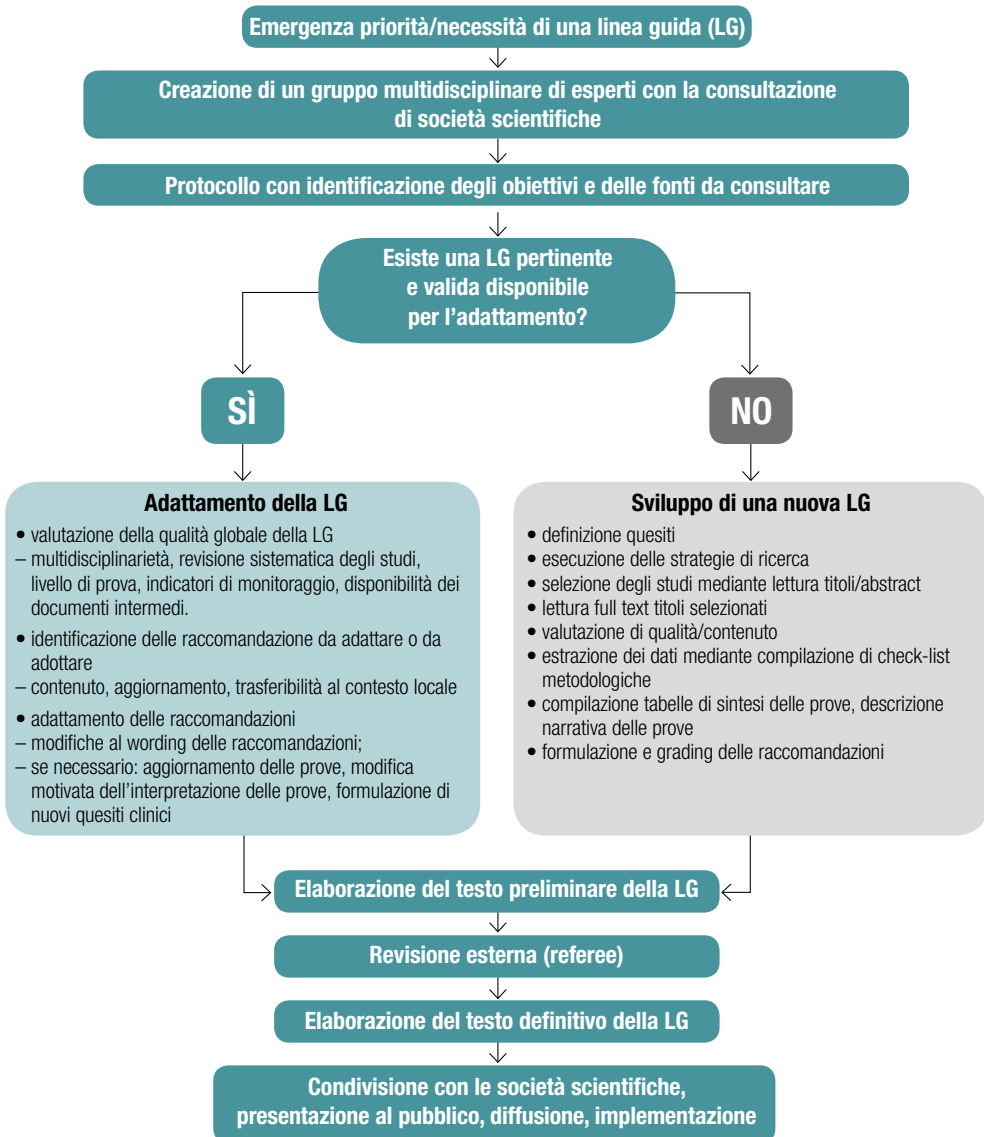 Emergenza priorità/necessità di una linea guida (LG)
Creazione di un gruppo multidisciplinare di esperti con la consultazione
di società scientifiche
Protocollo con identificazione degli obiettivi e delle fonti da consultare
Esiste una LG pertinente
e valida disponibile
per l'adattamento?
SÌ
NO
Adattamento della LG
• valutazione della qualità globale della LG
– multidisciplinarietà, revisione sistematica degli studi,
livello di prova, indicatori di monitoraggio, disponibilità dei
documenti intermedi.
• identificazione delle raccomandazione da adattare o da
adottare
– contenuto, aggiornamento, trasferibilità al contesto locale
• adattamento delle raccomandazioni
– modifiche al wording delle raccomandazioni;
– se necessario: aggiornamento delle prove, modifica
motivata dell'interpretazione delle prove, formulazione di
nuovi quesiti clinici
Sviluppo di una nuova LG
• definizione quesiti
• esecuzione delle strategie di ricerca
• selezione degli studi mediante lettura titoli/abstract
• lettura full text titoli selezionati
• valutazione di qualità/contenuto
• estrazione dei dati mediante compilazione di check-list
metodologiche
• compilazione tabelle di sintesi delle prove, descrizione
narrativa delle prove
• formulazione e grading delle raccomandazioni
Elaborazione del testo preliminare della LG
Revisione esterna (referee)
Elaborazione del testo definitivo della LG
Condivisione con le società scientifiche,
presentazione al pubblico, diffusione, implementazione